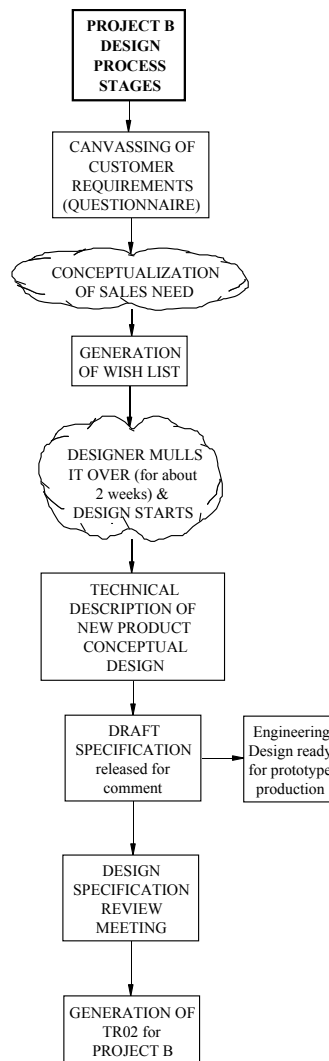 PROJECT B
DESIGN
PROCESS
STAGES
CANVASSING OF
CUSTOMER
REQUIREMENTS
(QUESTIONNAIRE)
CONCEPTUALIZATION
OF SALES NEED
GENERATION
OF WISH LIST
DESIGNER MULLS
IT OVER (for about
2 weeks) &
DESIGN STARTS
TECHNICAL
DESCRIPTION OF
NEW PRODUCT
CONCEPTUAL
DESIGN
DRAFT
SPECIFICATION
released for
comment
Engineering
Design ready
for prototype
production
DESIGN
SPECIFICATION
REVIEW
MEETING
GENERATION OF
TR02 for
PROJECT B